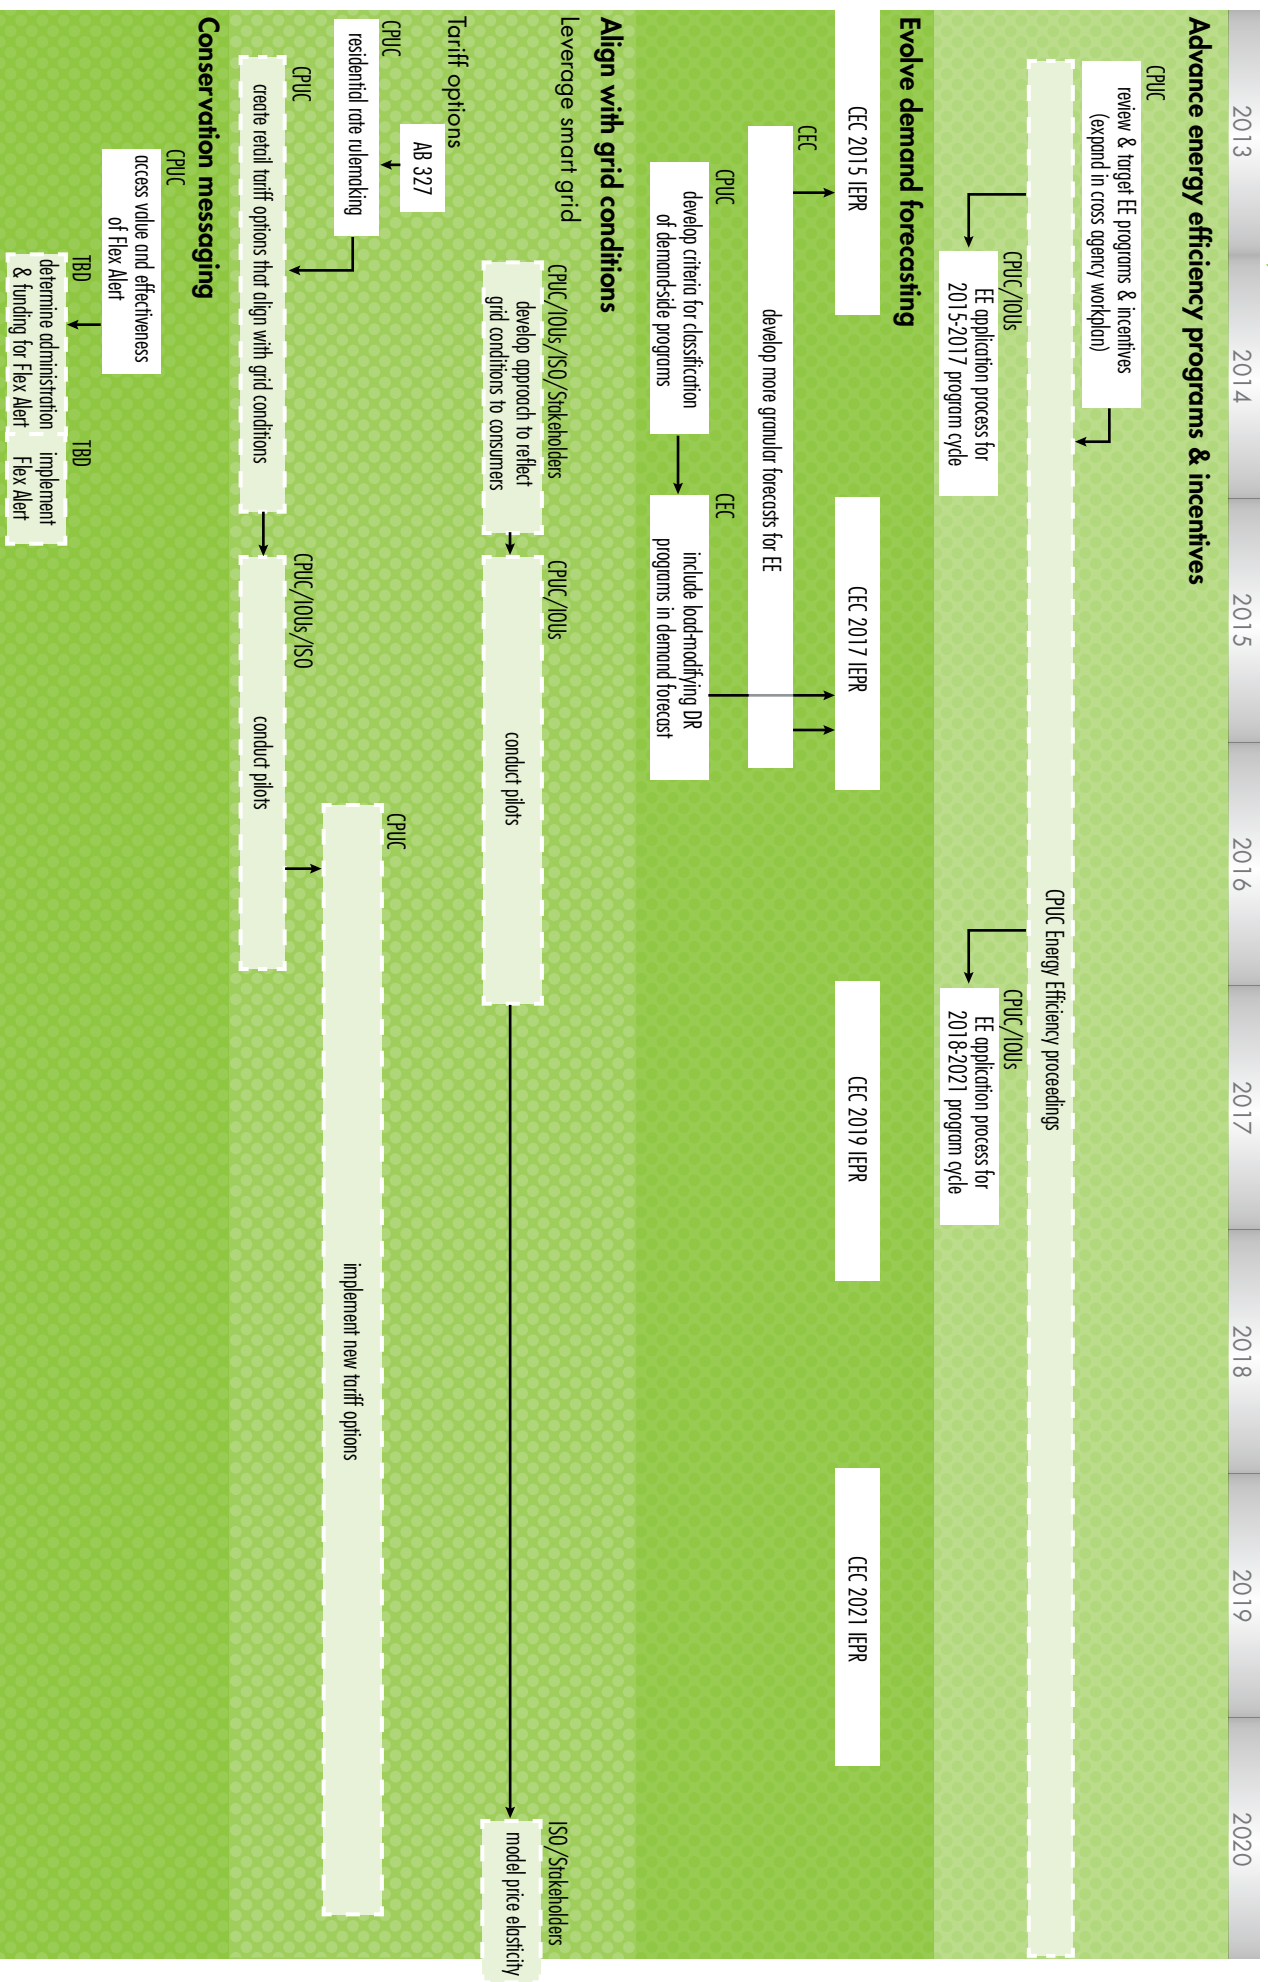 2013
2014
2015
2016
2017
2018
2019
2020
Advance energy efficiency programs & incentives
CPUC
review & target EE programs & incentives
(expand in cross agency workplan)
CPUC Energy Efficiency proceedings
CPUC/IOUs
EE application process for
2015-2017 program cycle
CPUC/IOUs
EE application process for
2018-2021 program cycle
Evolve demand forecasting
CEC 2015 IEPR
CEC 2017 IEPR
CEC 2019 IEPR
CEC 2021 IEPR
CEC
develop more granular forecasts for EE
CPUC
develop criteria for classification
of demand-side programs
CEC
include load-modifying DR
programs in demand forecast
Align with grid conditions
Leverage smart grid
CPUC/IOUs/ISO/Stakeholders
develop approach to reflect
grid conditions to consumers
CPUC/IOUs
conduct pilots
ISO/Stakeholders
model price elasticity
Tariff options
AB 327
CPUC
residential rate rulemaking
CPUC
implement new tariff options
CPUC
create retail tariff options that align with grid conditions
CPUC/IOUs/ISO
conduct pilots
Conservation messaging
CPUC
access value and effectiveness
of Flex Alert
TBD
determine administration
& funding for Flex Alert
TBD
implement
Flex Alert